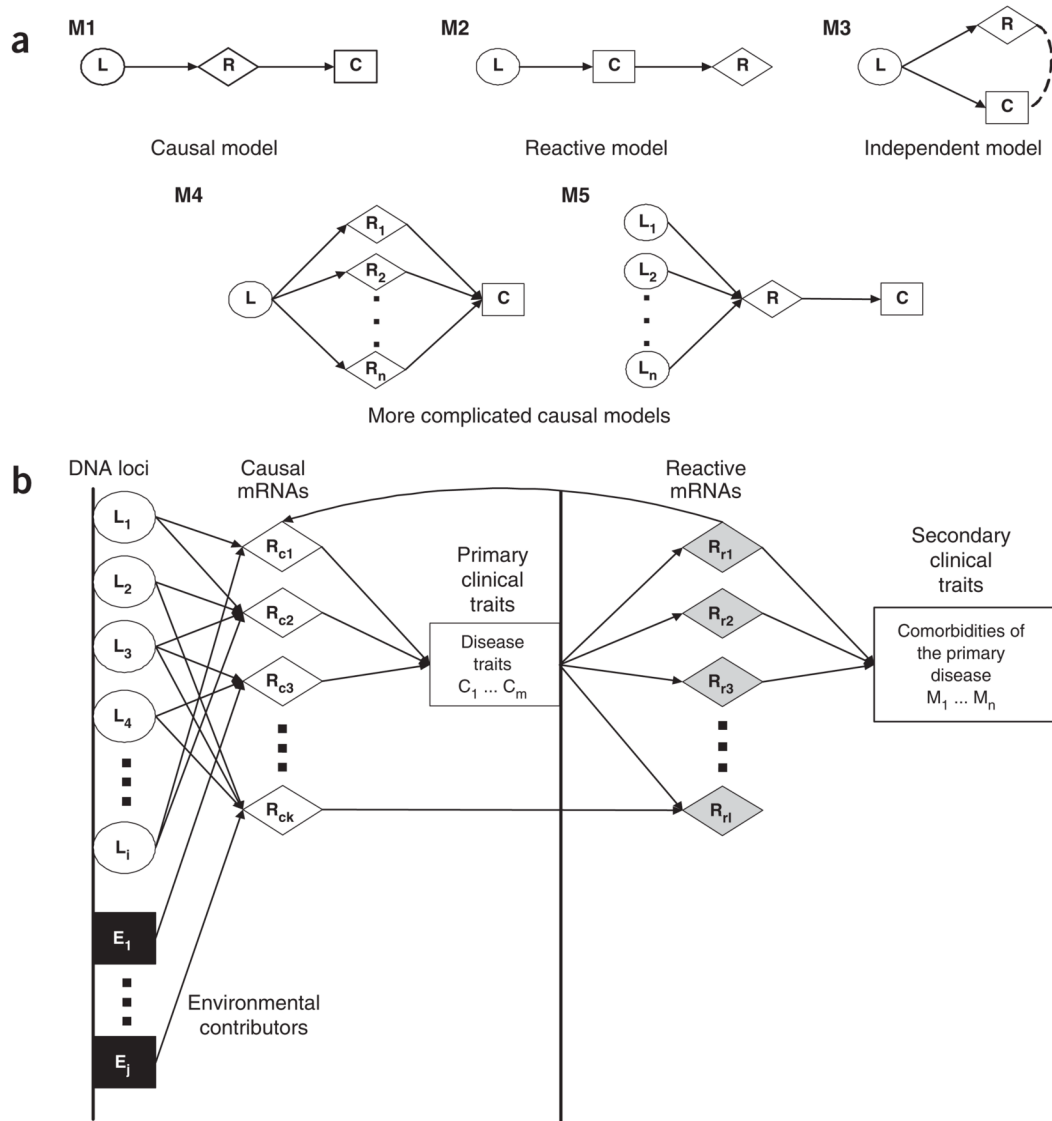 a
M1
L
R
C
Causal model
M2
L
C
R
Reactive model
M3
L
R
C
Independent model
M4
L
R1
R2
Rn
C
M5
L1
L2
Ln
R
C
More complicated causal models
b
DNA loci
L1
L2
L3
L4
Li
E1
Ej
Environmental
contributors
Causal
mRNAs
Rc1
Rc2
Rc3
Rck
Primary
clinical
traits
Disease
traits
C1 ... Cm
Reactive
mRNAs
Rr1
Rr2
Rr3
Rrl
Secondary
clinical
traits
Comorbidities of
the primary
disease
M1 ... Mn